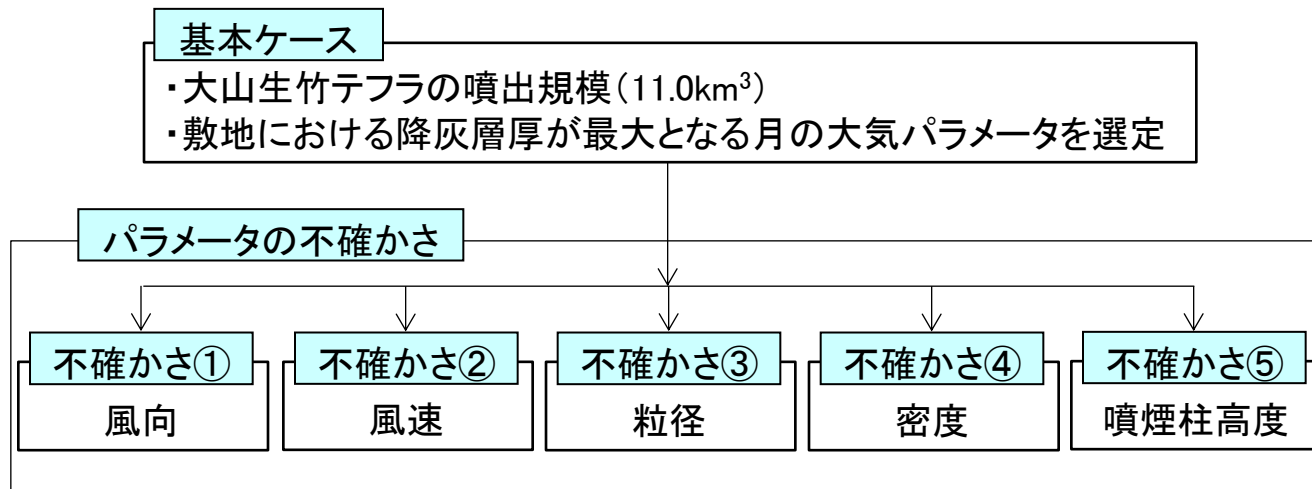 基本ケース
・大山生竹テフラの噴出規模（11.0km³）
・敷地における降灰層厚が最大となる月の大気パラメータを選定
パラメータの不確かさ
不確かさ①
風向
不確かさ②
風速
不確かさ③
粒径
不確かさ④
密度
不確かさ⑤
噴煙柱高度